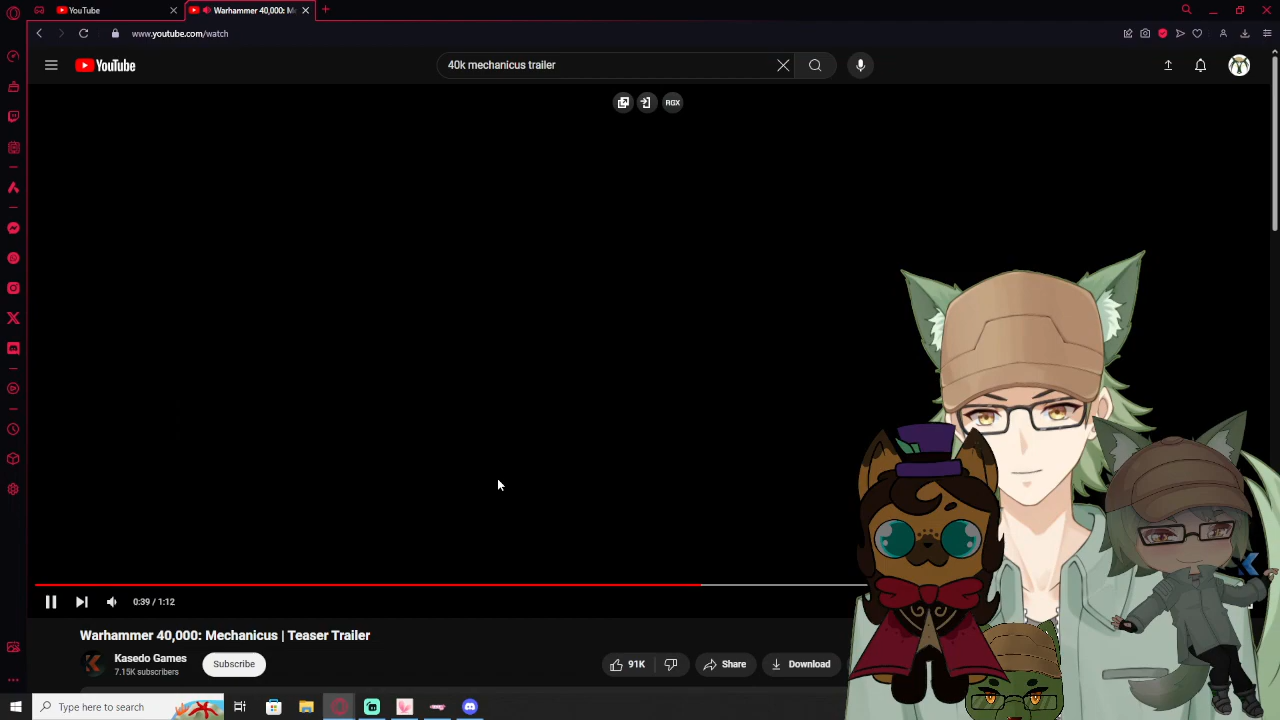 YouTube
Warhammer 40,000: Me
www.youtube.com/watch
YouTube
40k mechanicus trailer
RGX
0:39 / 1:12
Warhammer 40,000: Mechanicus | Teaser Trailer
Kasedo Games
7.15K subscribers
Subscribe
91K
Share
Download
Type here to search